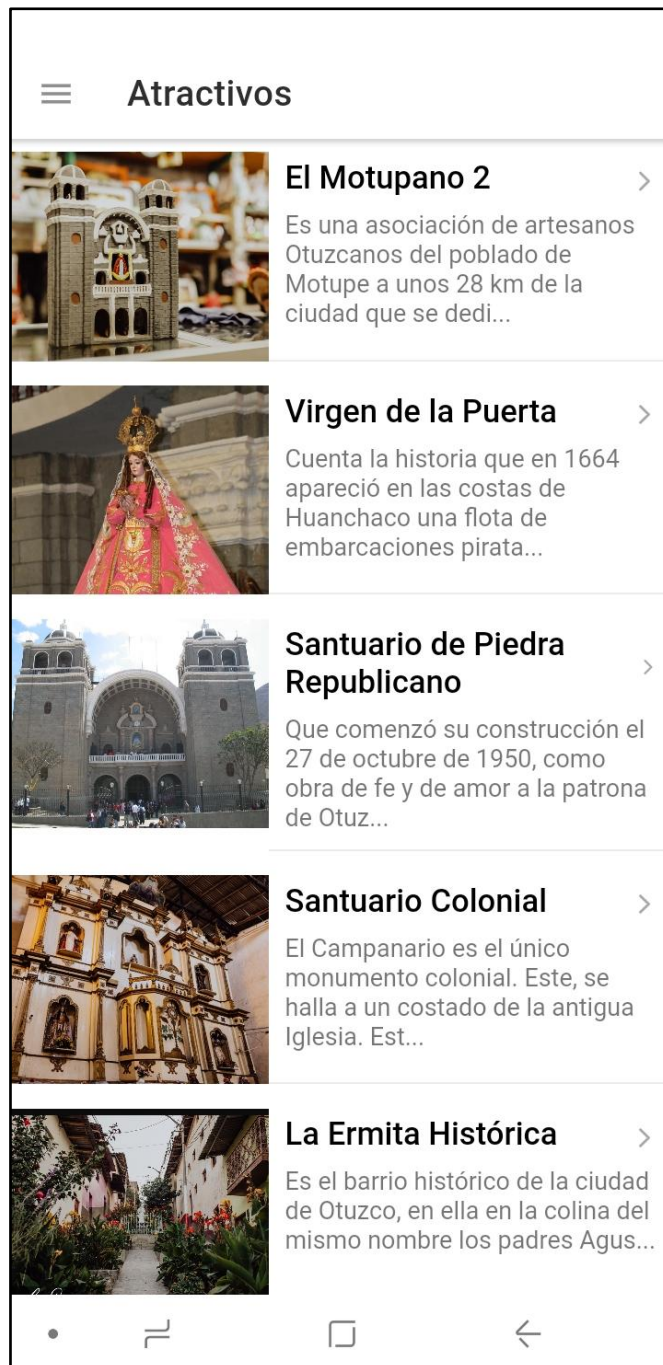 Atractivos
El Motupano 2
Es una asociación de artesanos
Otuzcanos del poblado de
Motupe a unos 28 km de la
ciudad que se dedi...
Virgen de la Puerta
Cuenta la historia que en 1664
apareció en las costas de
Huanchaco una flota de
embarcaciones pirata...
Santuario de Piedra
Republicano
Que comenzó su construcción el
27 de octubre de 1950, como
obra de fe y de amor a la patrona
de Otuz...
Santuario Colonial
El Campanario es el único
monumento colonial. Este, se
halla a un costado de la antigua
Iglesia. Est...
La Ermita Histórica
Es el barrio histórico de la ciudad
de Otuzco, en ella en la colina del
mismo nombre los padres Agus...